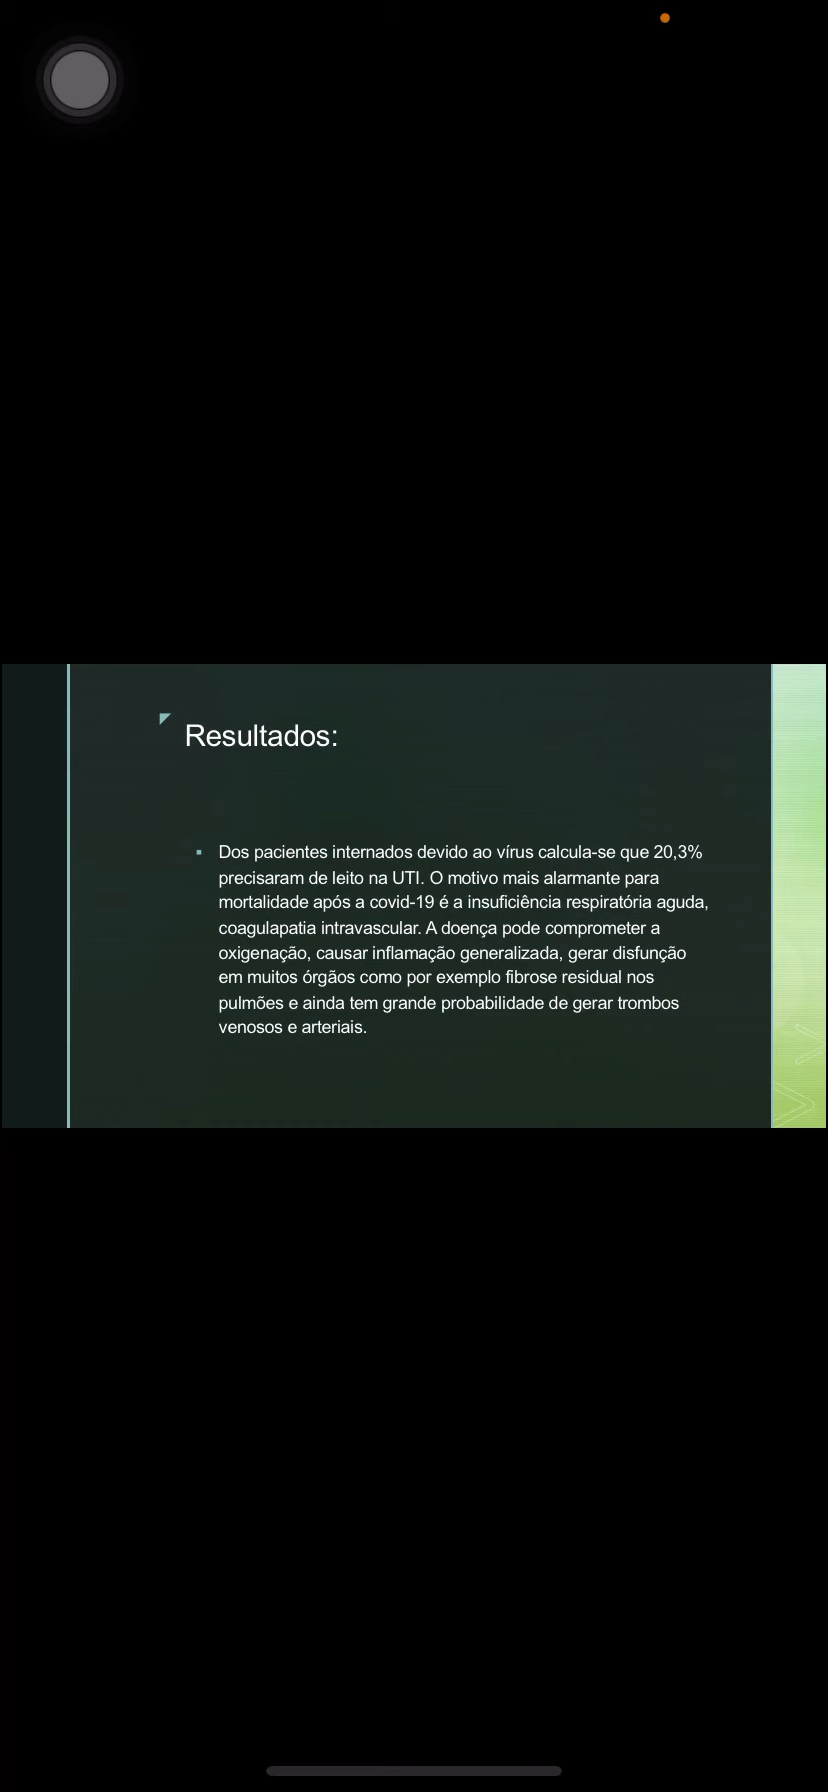 Resultados:
Dos pacientes internados devido ao vírus calcula-se que 20,3%
precisaram de leito na UTI. O motivo mais alarmante para
mortalidade após a covid-19 é a insuficiência respiratória aguda,
coagulapatia intravascular. A doença pode comprometer a
oxigenação, causar inflamação generalizada, gerar disfunção
em muitos órgãos como por exemplo fibrose residual nos
pulmões e ainda tem grande probabilidade de gerar trombos
venosos e arteriais.